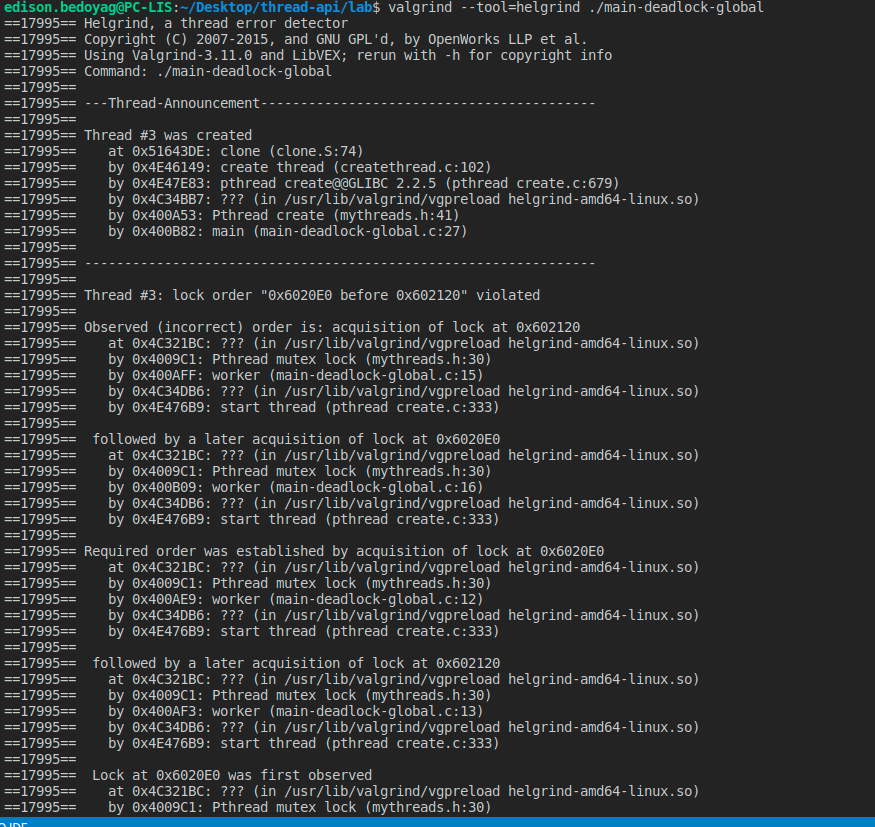 edison.bedoyag@PC-LIS:~/Desktop/thread-api/lab$ valgrind --tool=helgrind ./main-deadlock-global
==17995== Helgrind, a thread error detector
==17995== Copyright (C) 2007-2015, and GNU GPL'd, by OpenWorks LLP et al.
==17995== Using Valgrind-3.11.0 and LibVEX; rerun with -h for copyright info
==17995== Command: ./main-deadlock-global
==17995==
==17995== ---Thread-Announcement------------------------------------------
==17995==
==17995== Thread #3 was created
==17995==    at 0x51643DE: clone (clone.S:74)
==17995==    by 0x4E46149: create thread (createthread.c:102)
==17995==    by 0x4E47E83: pthread create@@GLIBC 2.2.5 (pthread create.c:679)
==17995==    by 0x4C34BB7: ??? (in /usr/lib/valgrind/vgpreload helgrind-amd64-linux.so)
==17995==    by 0x400A53: Pthread create (mythreads.h:41)
==17995==    by 0x400B82: main (main-deadlock-global.c:27)
==17995==
==17995== ----------------------------------------------------------------
==17995==
==17995== Thread #3: lock order "0x6020E0 before 0x602120" violated
==17995==
==17995== Observed (incorrect) order is: acquisition of lock at 0x602120
==17995==    at 0x4C321BC: ??? (in /usr/lib/valgrind/vgpreload helgrind-amd64-linux.so)
==17995==    by 0x4009C1: Pthread mutex lock (mythreads.h:30)
==17995==    by 0x400AFF: worker (main-deadlock-global.c:15)
==17995==    by 0x4C34DB6: ??? (in /usr/lib/valgrind/vgpreload helgrind-amd64-linux.so)
==17995==    by 0x4E476B9: start thread (pthread create.c:333)
==17995==
==17995==  followed by a later acquisition of lock at 0x6020E0
==17995==    at 0x4C321BC: ??? (in /usr/lib/valgrind/vgpreload helgrind-amd64-linux.so)
==17995==    by 0x4009C1: Pthread mutex lock (mythreads.h:30)
==17995==    by 0x400B09: worker (main-deadlock-global.c:16)
==17995==    by 0x4C34DB6: ??? (in /usr/lib/valgrind/vgpreload helgrind-amd64-linux.so)
==17995==    by 0x4E476B9: start thread (pthread create.c:333)
==17995==
==17995== Required order was established by acquisition of lock at 0x6020E0
==17995==    at 0x4C321BC: ??? (in /usr/lib/valgrind/vgpreload helgrind-amd64-linux.so)
==17995==    by 0x4009C1: Pthread mutex lock (mythreads.h:30)
==17995==    by 0x400AE9: worker (main-deadlock-global.c:12)
==17995==    by 0x4C34DB6: ??? (in /usr/lib/valgrind/vgpreload helgrind-amd64-linux.so)
==17995==    by 0x4E476B9: start thread (pthread create.c:333)
==17995==
==17995==  followed by a later acquisition of lock at 0x602120
==17995==    at 0x4C321BC: ??? (in /usr/lib/valgrind/vgpreload helgrind-amd64-linux.so)
==17995==    by 0x4009C1: Pthread mutex lock (mythreads.h:30)
==17995==    by 0x400AF3: worker (main-deadlock-global.c:13)
==17995==    by 0x4C34DB6: ??? (in /usr/lib/valgrind/vgpreload helgrind-amd64-linux.so)
==17995==    by 0x4E476B9: start thread (pthread create.c:333)
==17995==
==17995==  Lock at 0x6020E0 was first observed
==17995==    at 0x4C321BC: ??? (in /usr/lib/valgrind/vgpreload helgrind-amd64-linux.so)
==17995==    by 0x4009C1: Pthread mutex lock (mythreads.h:30)